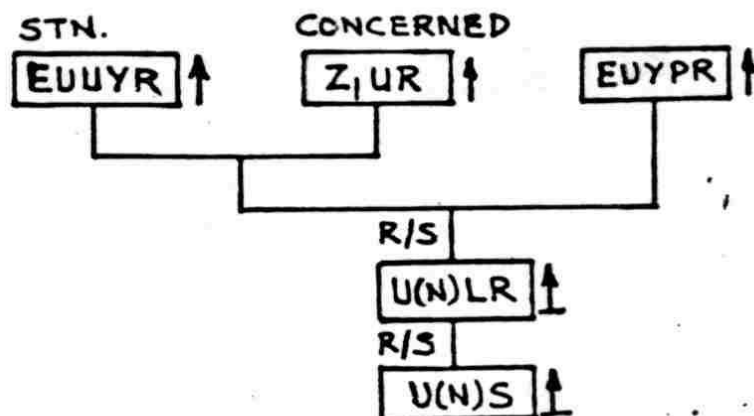 STN. CONCERNED
EUUYR Z₁UR EUYPR
R/S
U(N)LR
R/S
U(N)S